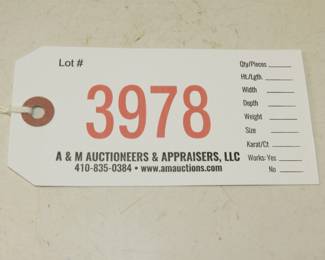 Lot #
3978
A & M AUCTIONEERS & APPRAISERS, LLC
410-835-0384 • www.amauctions.com
Qty/Pieces
Ht./Lgth.
Width
Depth
Weight
Size
Karat/Ct
Works: Yes
No